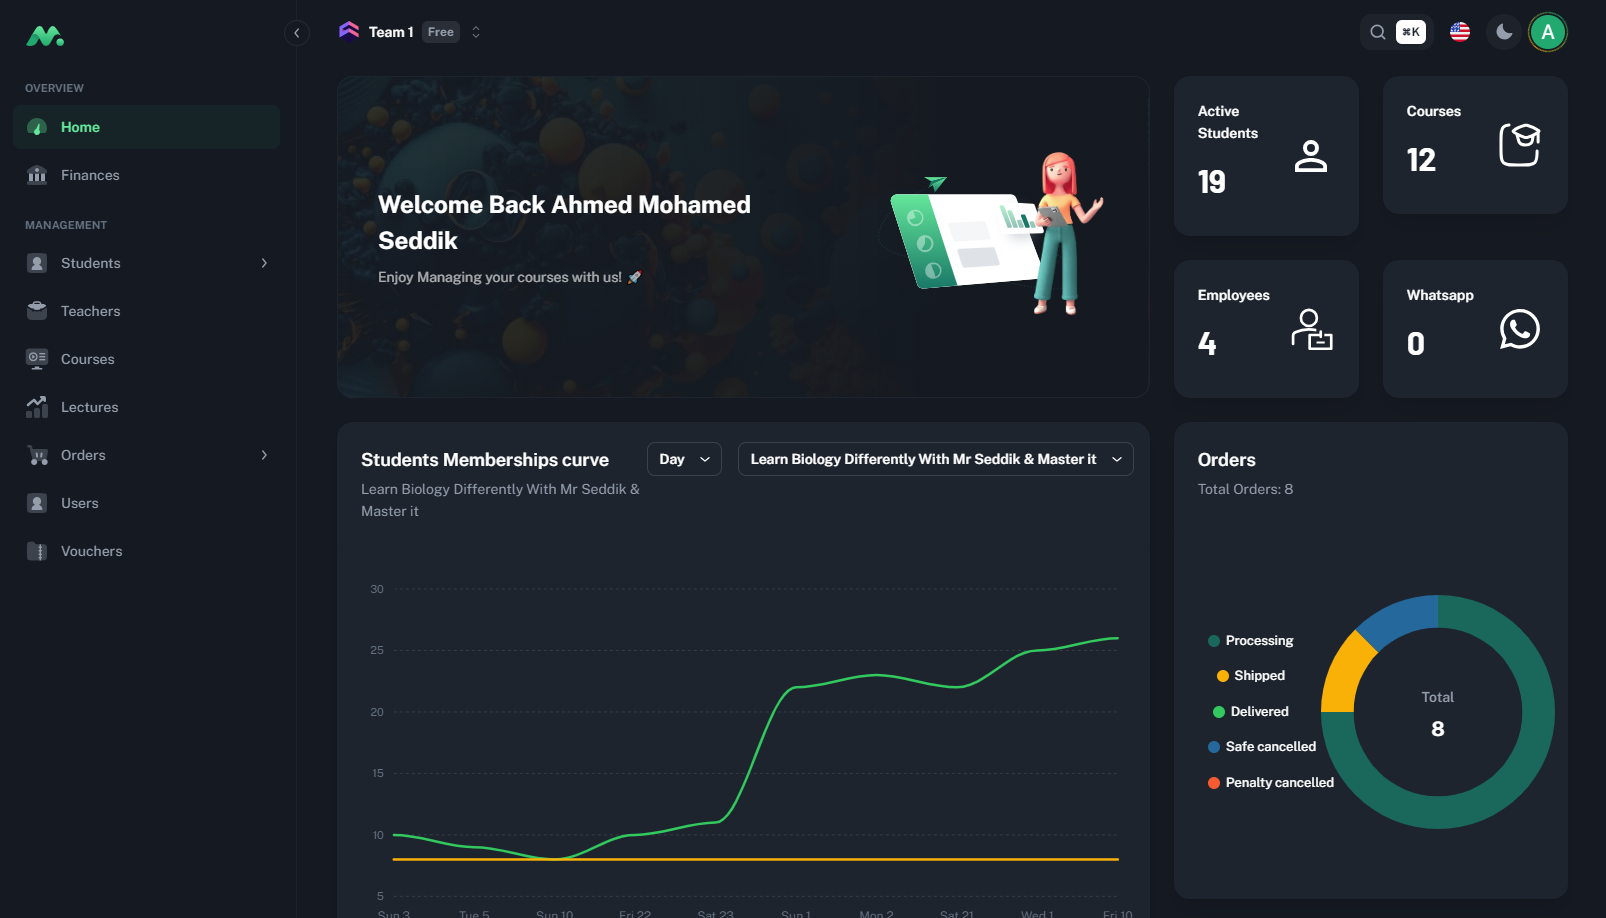 Team 1
Free
⌘K
A
OVERVIEW
Home
Finances
MANAGEMENT
Students
Teachers
Courses
Lectures
Orders
Users
Vouchers
Welcome Back Ahmed Mohamed
Seddik
Enjoy Managing your courses with us! 🚀
Active
Students
19
Courses
12
Employees
4
Whatsapp
0
Students Memberships curve
Day
Learn Biology Differently With Mr Seddik & Master it
Learn Biology Differently With Mr Seddik &
Master it
30
25
20
15
10
5
Sun 3
Tue 5
Sun 10
Fri 22
Sat 23
Sun 1
Mon 2
Sat 21
Wed 1
Fri 10
Orders
Total Orders: 8
Processing
Shipped
Delivered
Safe cancelled
Penalty cancelled
Total
8